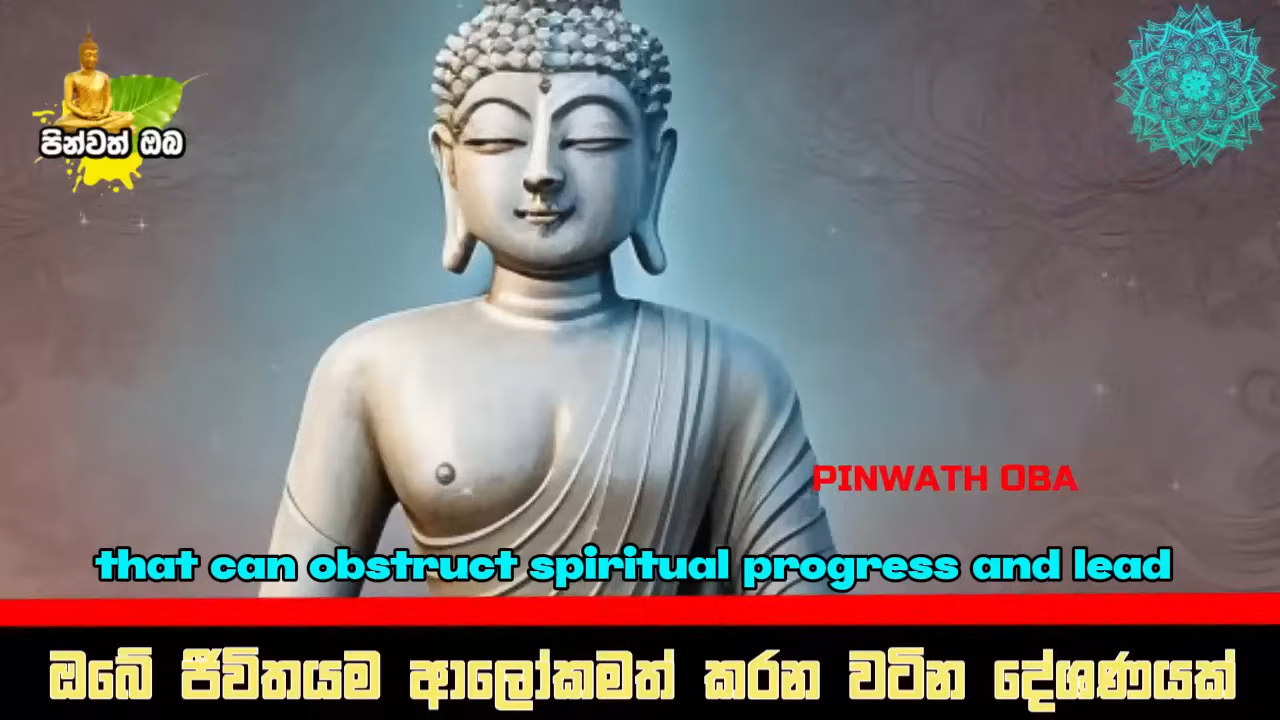 පින්වත් ඔබ
PINWATH OBA
that can obstruct spiritual progress and lead
ඔබේ ජීවිතයම ආලෝකමත් කරන වටින දේශණයක්